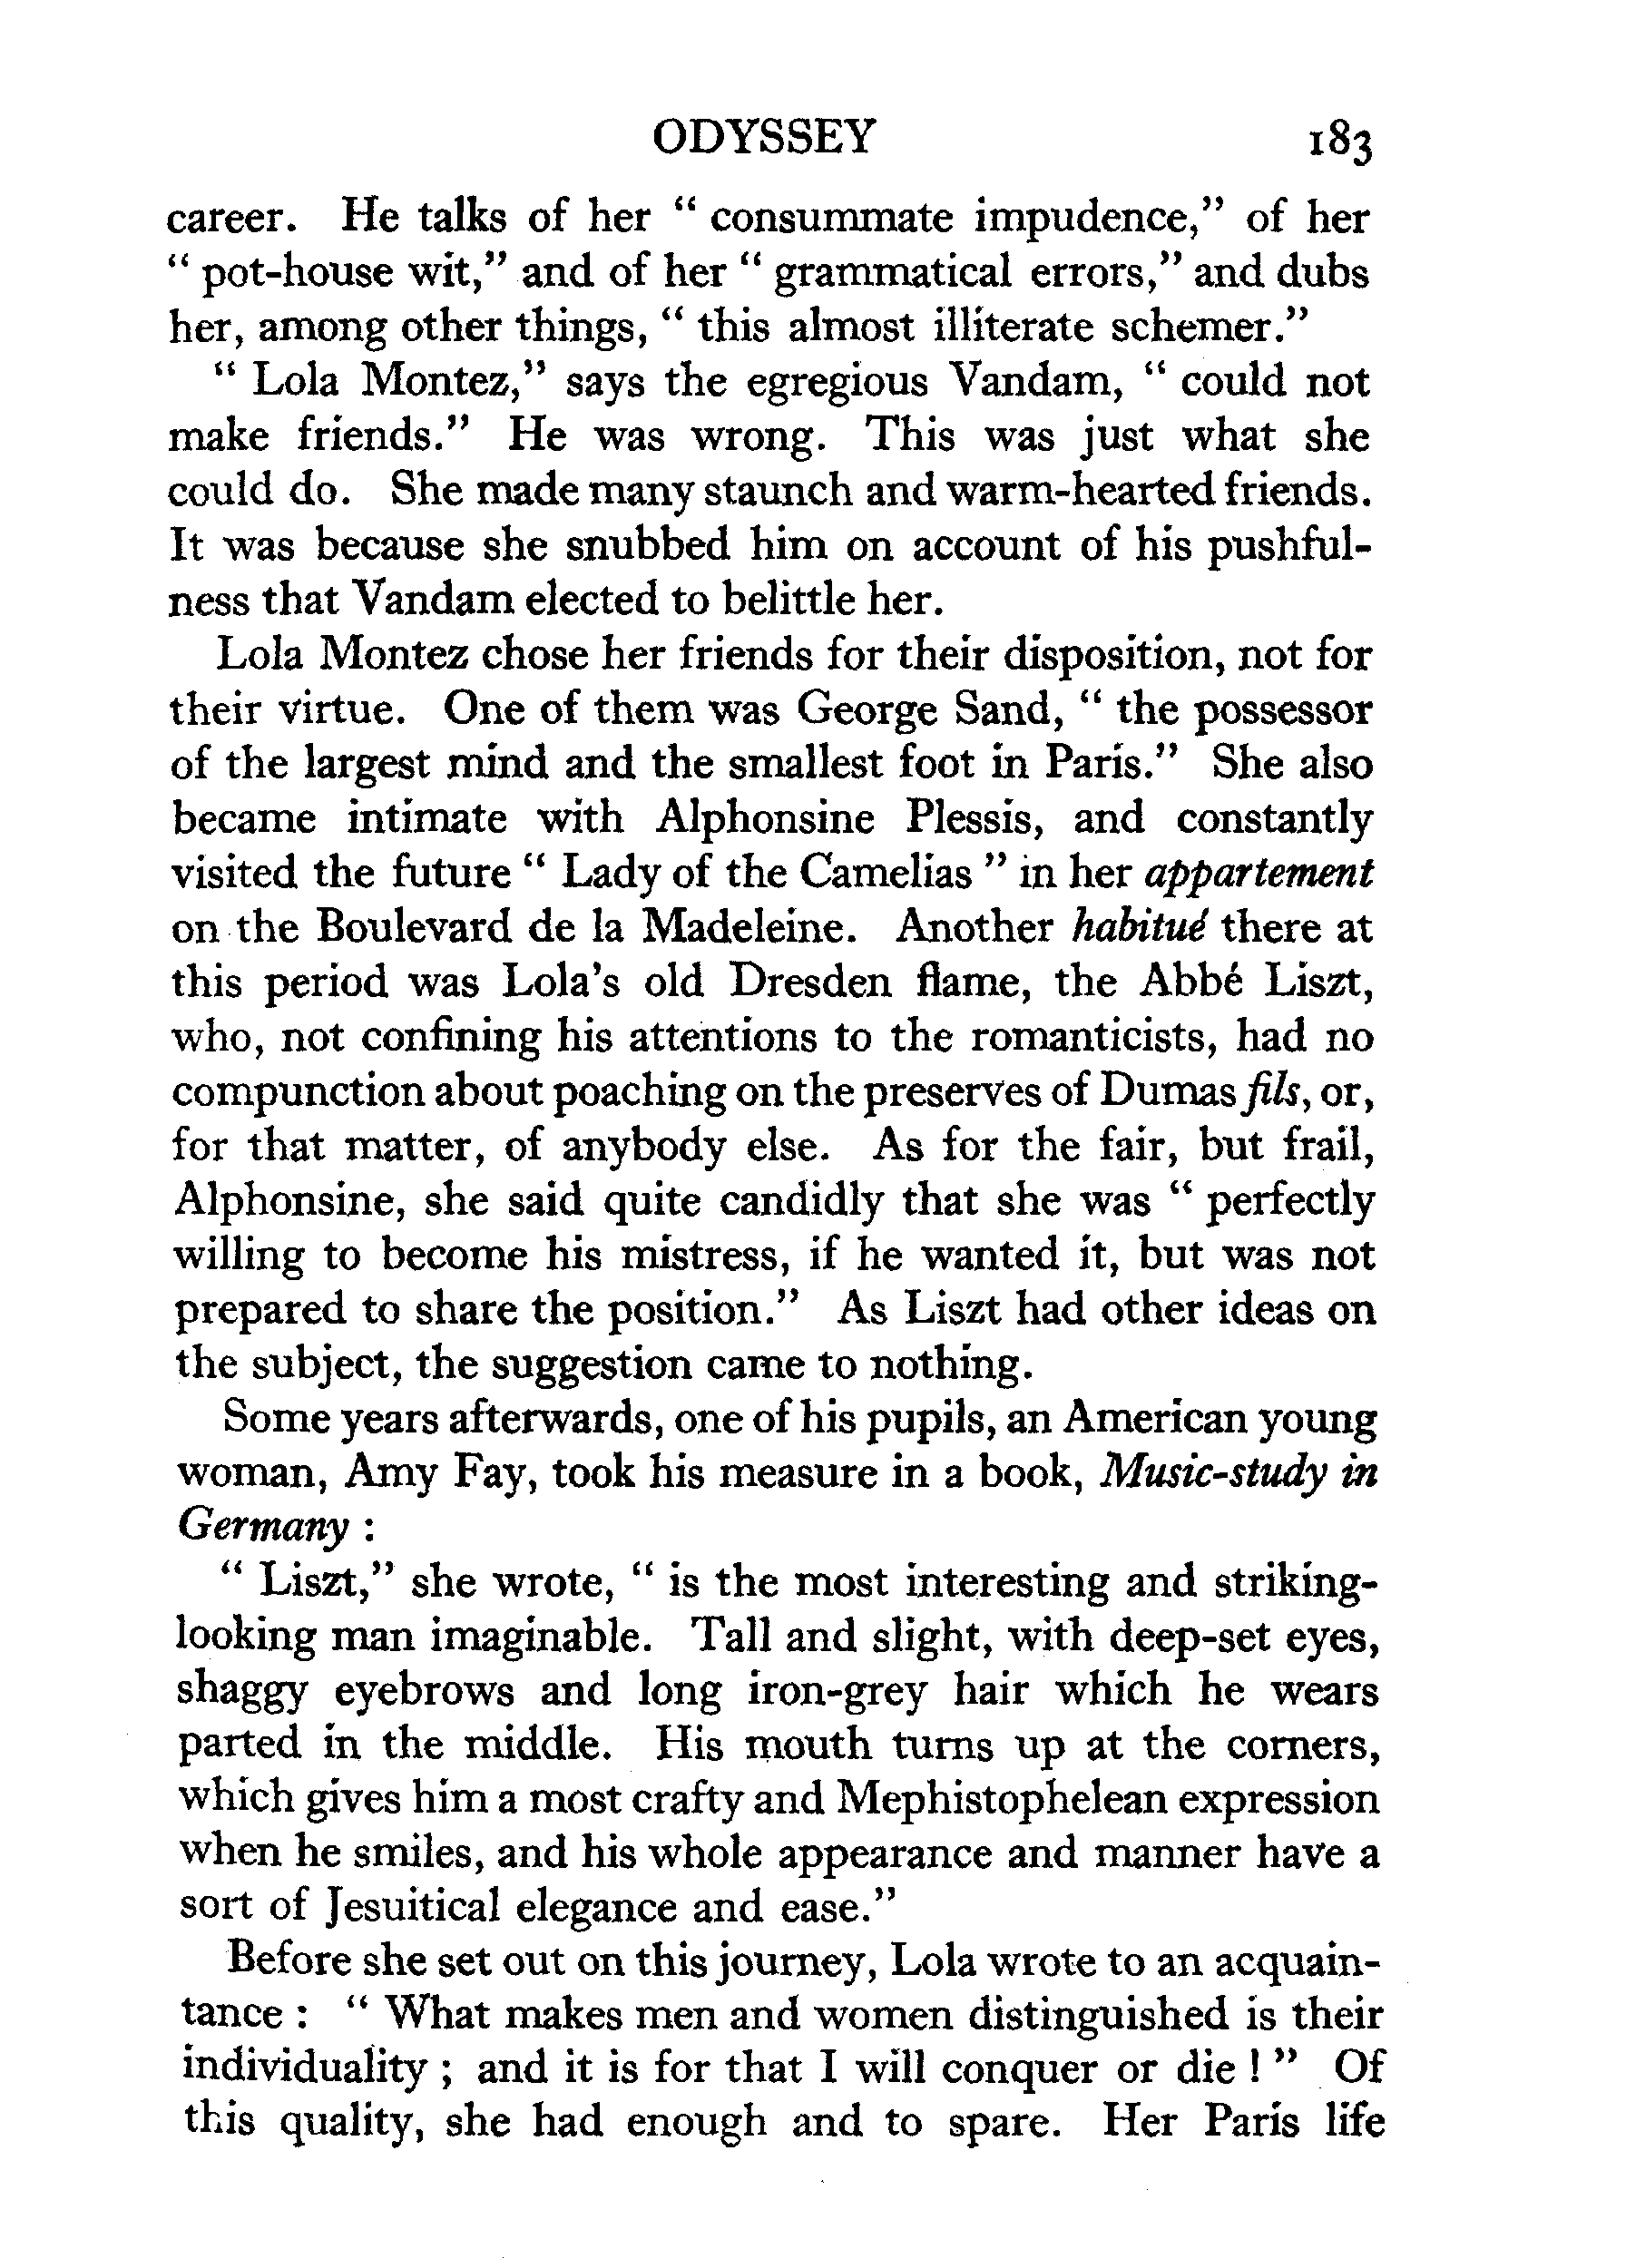 ODYSSEY 183
career. He talks of her " consummate impudence," of her
" pot-house wit," and of her " grammatical errors," and dubs
her, among other things, " this almost illiterate schemer."
" Lola Montez," says the egregious Vandam, " could not
make friends." He was wrong. This was just what she
could do. She made many staunch and warm-hearted friends.
It was because she snubbed him on account of his pushful-
ness that Vandam elected to belittle her.
Lola Montez chose her friends for their disposition, not for
their virtue. One of them was George Sand, " the possessor
of the largest mind and the smallest foot in Paris." She also
became intimate with Alphonsine Plessis, and constantly
visited the future " Lady of the Camelias " in her appartement
on the Boulevard de la Madeleine. Another habitué there at
this period was Lola's old Dresden flame, the Abbé Liszt,
who, not confining his attentions to the romanticists, had no
compunction about poaching on the preserves of Dumas fils, or,
for that matter, of anybody else. As for the fair, but frail,
Alphonsine, she said quite candidly that she was " perfectly
willing to become his mistress, if he wanted it, but was not
prepared to share the position." As Liszt had other ideas on
the subject, the suggestion came to nothing.
Some years afterwards, one of his pupils, an American young
woman, Amy Fay, took his measure in a book, Music-study in
Germany :
" Liszt," she wrote, " is the most interesting and striking-
looking man imaginable. Tall and slight, with deep-set eyes,
shaggy eyebrows and long iron-grey hair which he wears
parted in the middle. His mouth turns up at the corners,
which gives him a most crafty and Mephistophelean expression
when he smiles, and his whole appearance and manner have a
sort of Jesuitical elegance and ease."
Before she set out on this journey, Lola wrote to an acquain-
tance : " What makes men and women distinguished is their
individuality ; and it is for that I will conquer or die ! " Of
this quality, she had enough and to spare. Her Paris life